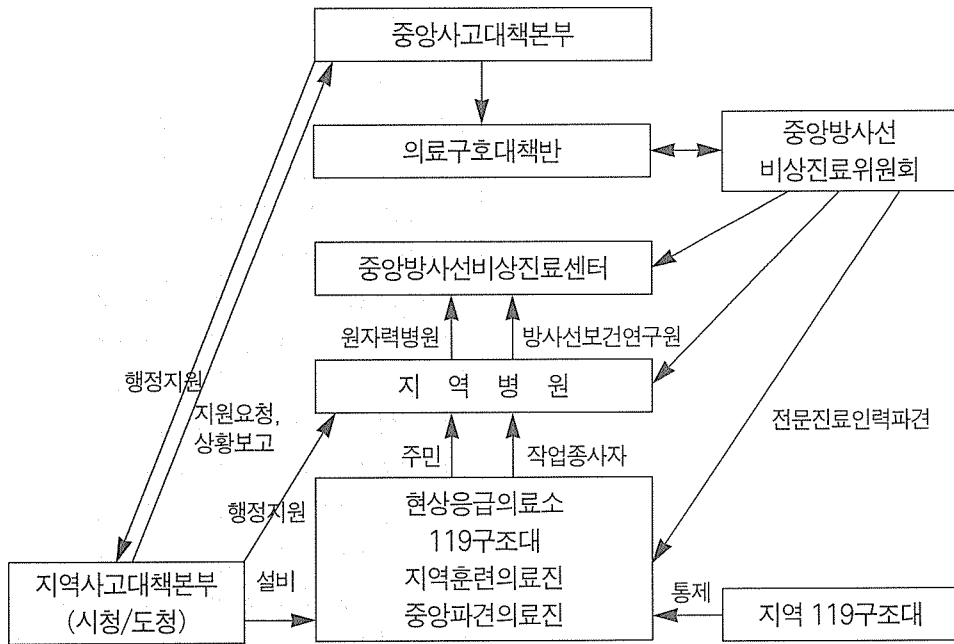 중앙사고대책본부
의료구호대책반
중앙방사선
비상진료위원회
중앙방사선비상진료센터
원자력병원
방사선보건연구원
행정지원
지 역 병 원
지원요청,
상황보고
전문진료인력파견
주민
작업종사자
행정지원
현상응급의료소
119구조대
지역훈련의료진
중앙파견의료진
지역사고대책본부
(시청/도청)
설비
통제
지역 119구조대